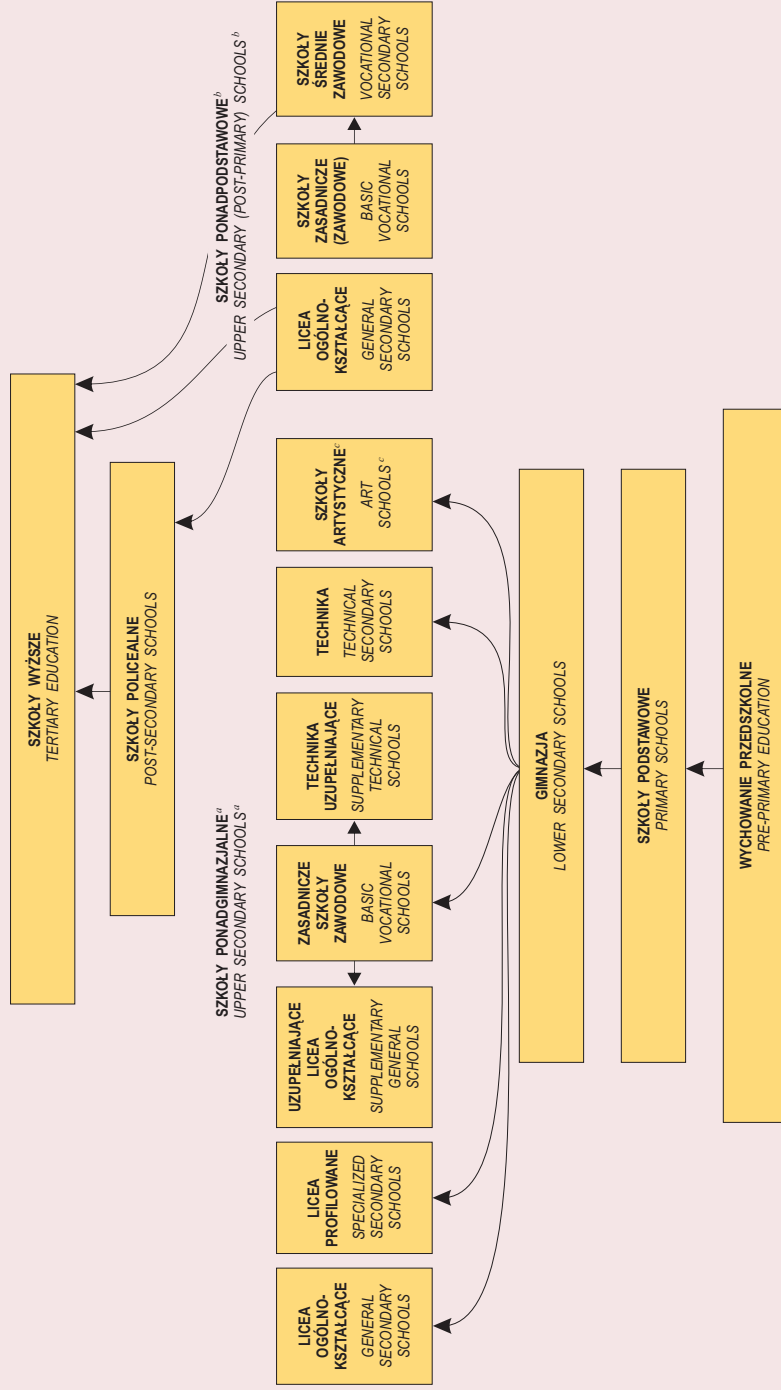 SZKOŁY WYŻSZE
TERTIARY EDUCATION
SZKOŁY POLICEALNE
POST-SECONDARY SCHOOLS
SZKOŁY PONADGIMNAZJALNE a
UPPER SECONDARY SCHOOLS a
SZKOŁY PONADPODSTAWOWE b
UPPER SECONDARY (POST-PRIMARY) SCHOOLS b
LICEA
OGÓLNO-
KSZTAŁCĄCE
GENERAL
SECONDARY
SCHOOLS
LICEA
PROFILOWANE
SPECIALIZED
SECONDARY
SCHOOLS
UZUPEŁNIAJĄCE
LICEA
OGÓLNO-
KSZTAŁCĄCE
SUPPLEMENTARY
GENERAL
SCHOOLS
ZASADNICZE
SZKOŁY
ZAWODOWE
BASIC
VOCATIONAL
SCHOOLS
TECHNIKA
UZUPEŁNIAJĄCE
SUPPLEMENTARY
TECHNICAL
SCHOOLS
TECHNIKA
TECHNICAL
SECONDARY
SCHOOLS
SZKOŁY
ARTYSTYCZNE c
ART
SCHOOLS c
LICEA
OGÓLNO-
KSZTAŁCĄCE
GENERAL
SECONDARY
SCHOOLS
SZKOŁY
ZASADNICZE
(ZAWODOWE)
BASIC
VOCATIONAL
SCHOOLS
SZKOŁY
ŚREDNIE
ZAWODOWE
VOCATIONAL
SECONDARY
SCHOOLS
GIMNAZJA
LOWER SECONDARY SCHOOLS
SZKOŁY PODSTAWOWE
PRIMARY SCHOOLS
WYCHOWANIE PRZEDSZKOLNE
PRE-PRIMARY EDUCATION